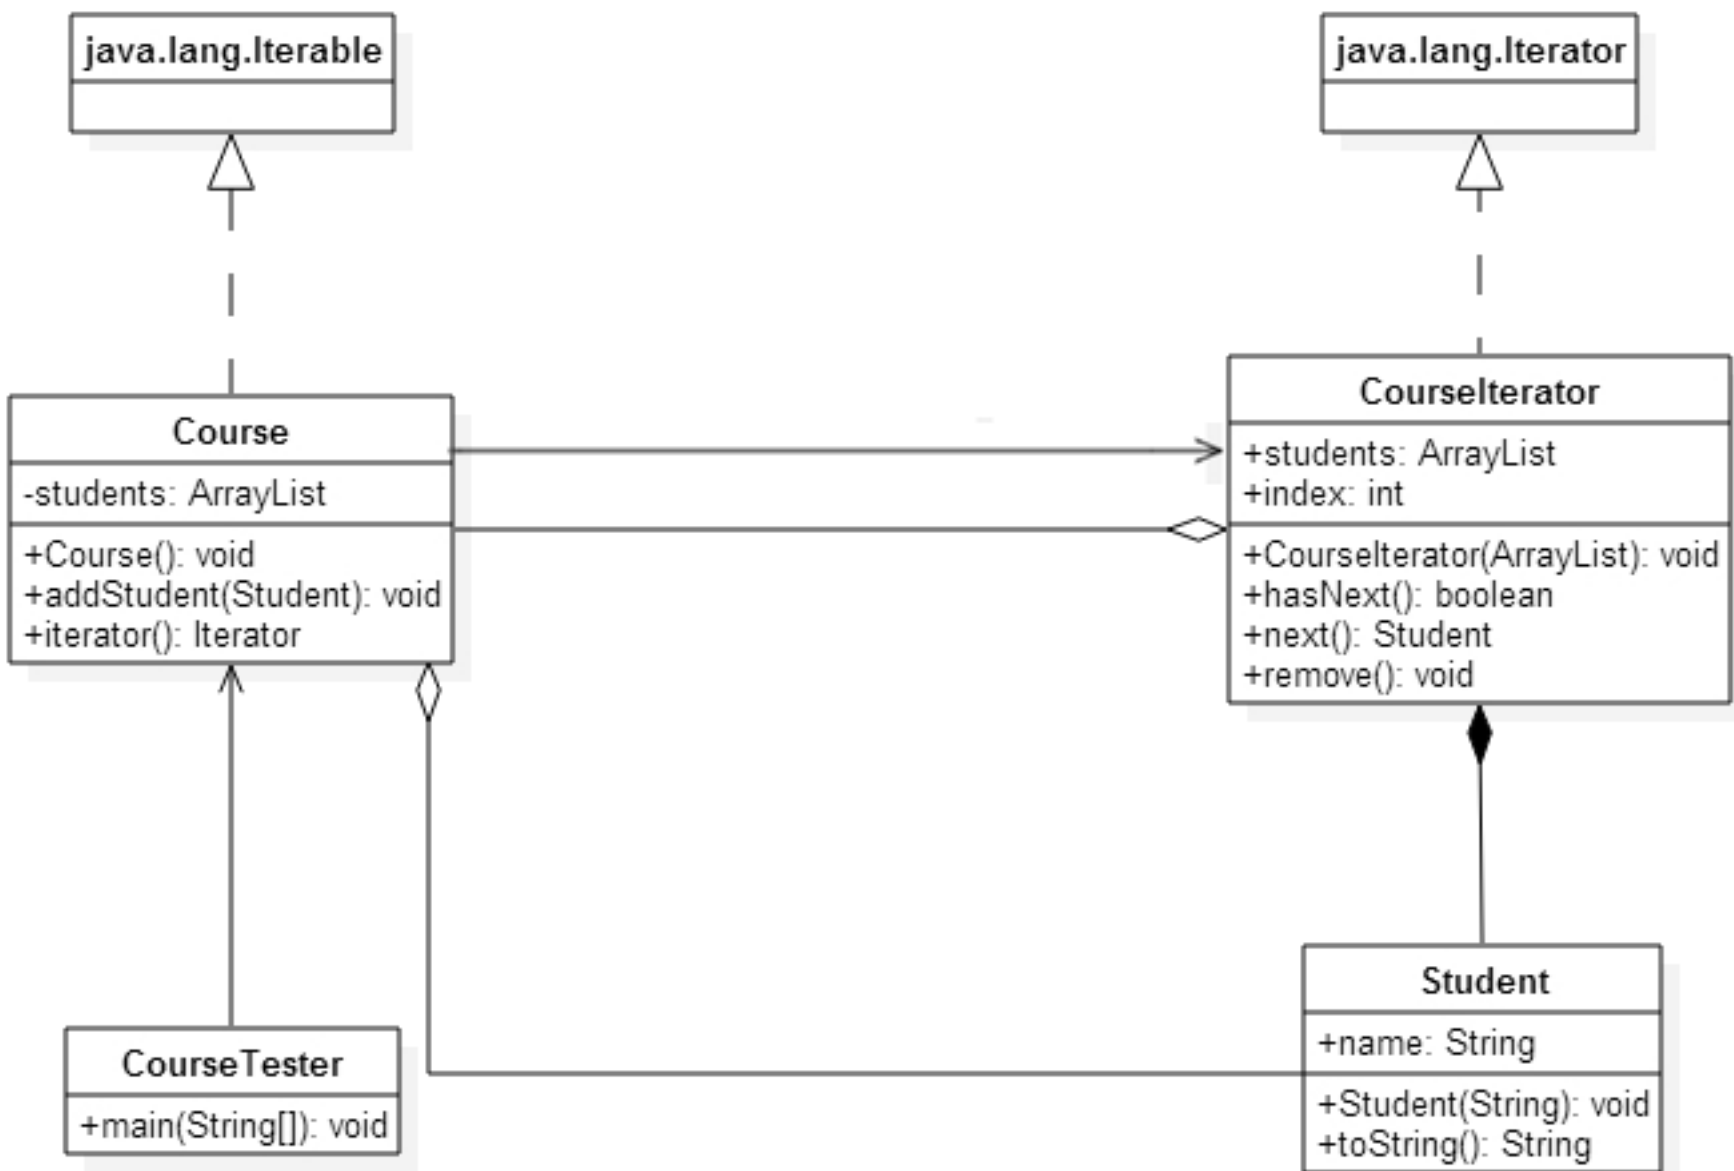 java.lang.Iterable
java.lang.Iterator
Course
-students: ArrayList
+Course(): void
+addStudent(Student): void
+iterator(): Iterator
CourseIterator
+students: ArrayList
+index: int
+CourseIterator(ArrayList): void
+hasNext(): boolean
+next(): Student
+remove(): void
CourseTester
+main(String[]): void
Student
+name: String
+Student(String): void
+toString(): String